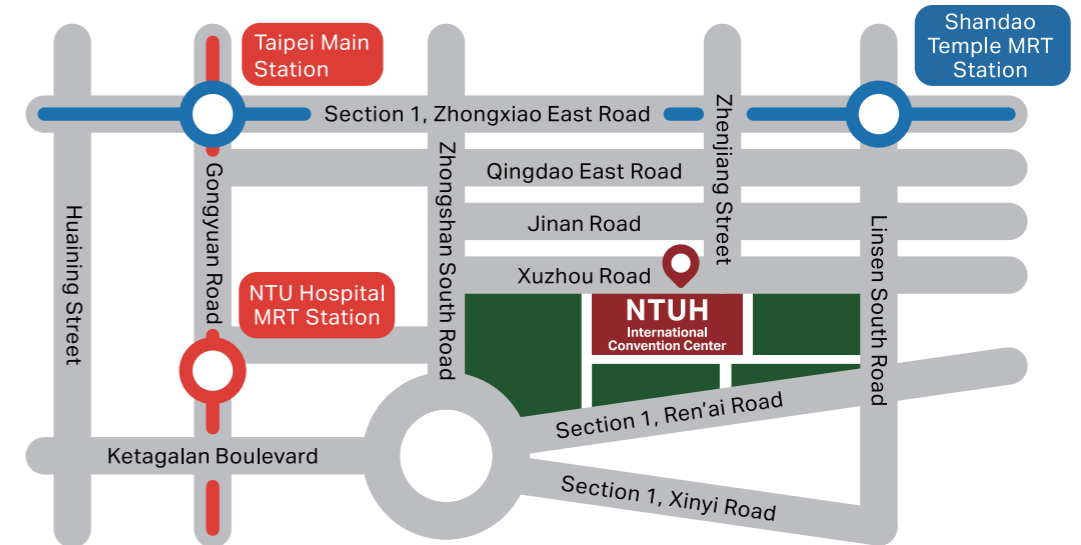 Taipei Main
Station
Shandao
Temple MRT
Station
Section 1, Zhongxiao East Road
Zhenjiang Street
Gongyuan Road
Zhongshan South Road
Qingdao East Road
Huaining Street
Jinan Road
Linsen South Road
Xuzhou Road
NTU Hospital
MRT Station
NTUH
International
Convention Center
Section 1, Ren’ai Road
Ketagalan Boulevard
Section 1, Xinyi Road